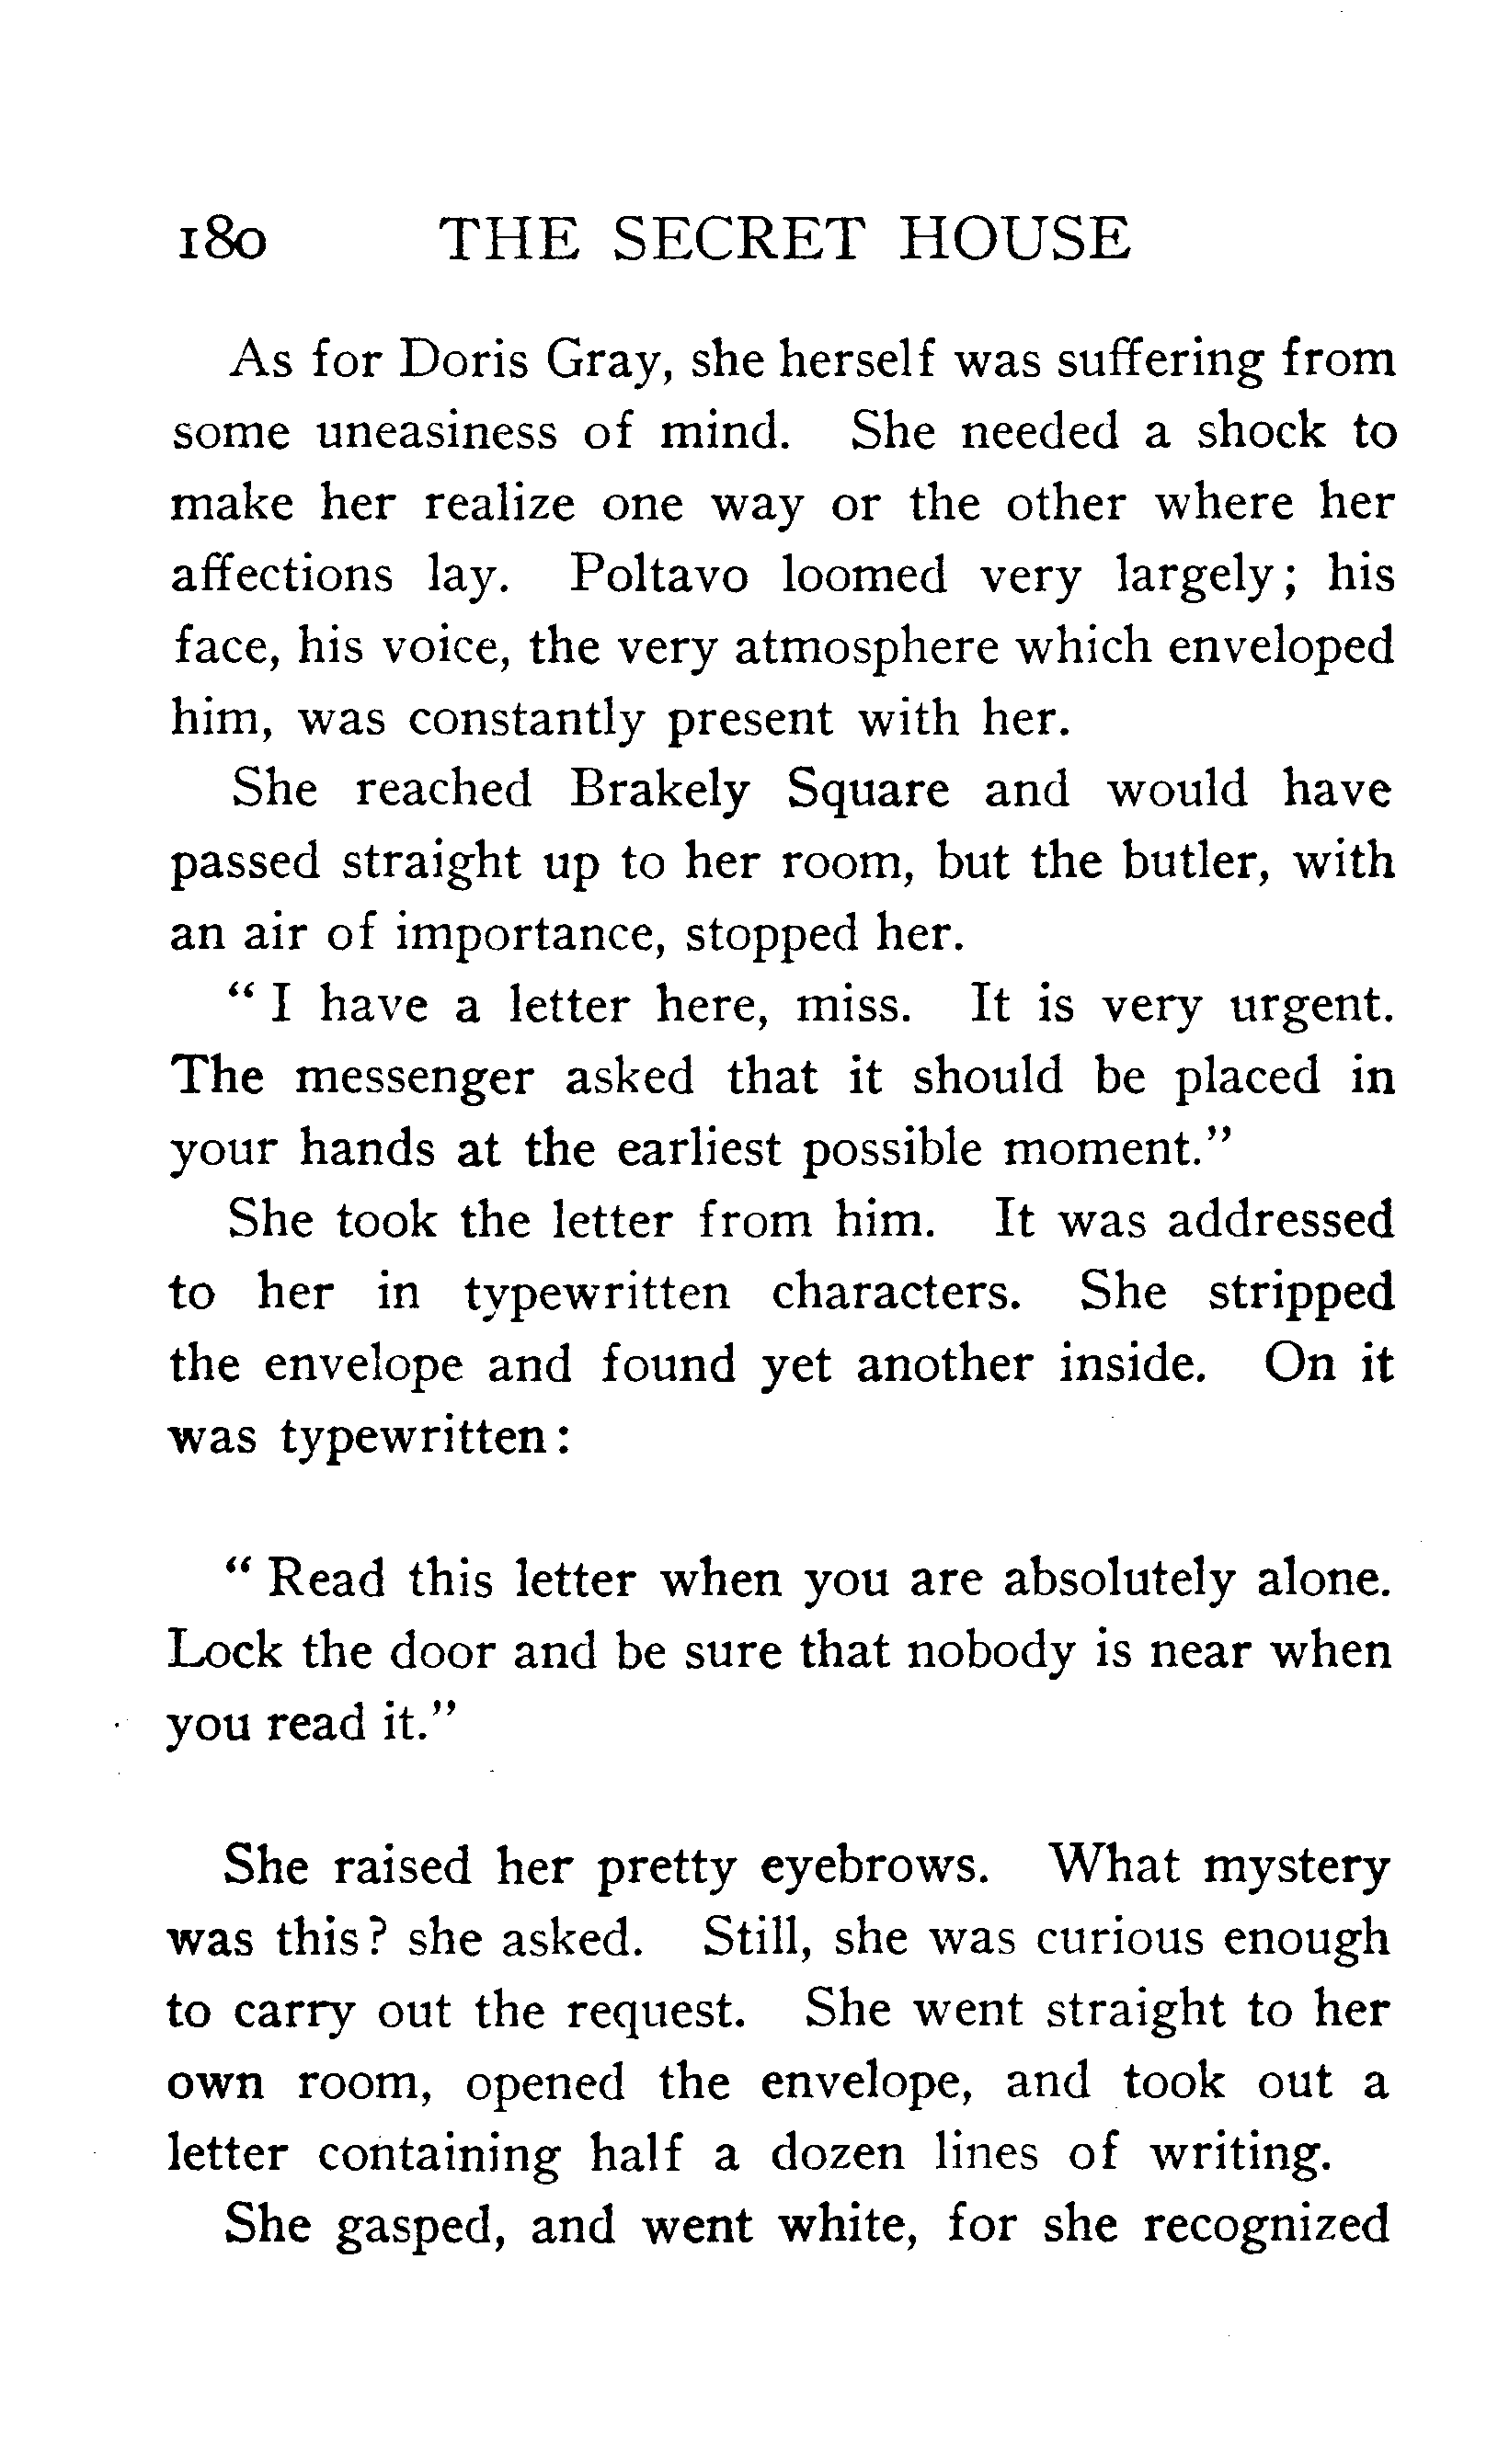 180 THE SECRET HOUSE
As for Doris Gray, she herself was suffering from
some uneasiness of mind. She needed a shock to
make her realize one way or the other where her
affections lay. Poltavo loomed very largely; his
face, his voice, the very atmosphere which enveloped
him, was constantly present with her.
She reached Brakely Square and would have
passed straight up to her room, but the butler, with
an air of importance, stopped her.
" I have a letter here, miss. It is very urgent.
The messenger asked that it should be placed in
your hands at the earliest possible moment."
She took the letter from him. It was addressed
to her in typewritten characters. She stripped
the envelope and found yet another inside. On it
was typewritten:
" Read this letter when you are absolutely alone.
Lock the door and be sure that nobody is near when
you read it."
She raised her pretty eyebrows. What mystery
was this? she asked. Still, she was curious enough
to carry out the request. She went straight to her
own room, opened the envelope, and took out a
letter containing half a dozen lines of writing.
She gasped, and went white, for she recognized